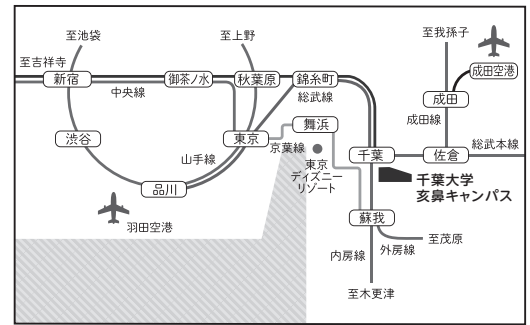 至池袋
至上野
至我孫子
至吉祥寺
成田空港
新宿
御茶ノ水
秋葉原
錦糸町
中央線
総武線
成田
成田線
舞浜
渋谷
東京
京葉線
総武本線
山手線
東京
ディズニー
リゾート
千葉
佐倉
品川
千葉大学
亥鼻キャンパス
羽田空港
蘇我
内房線
外房線
至茂原
至木更津